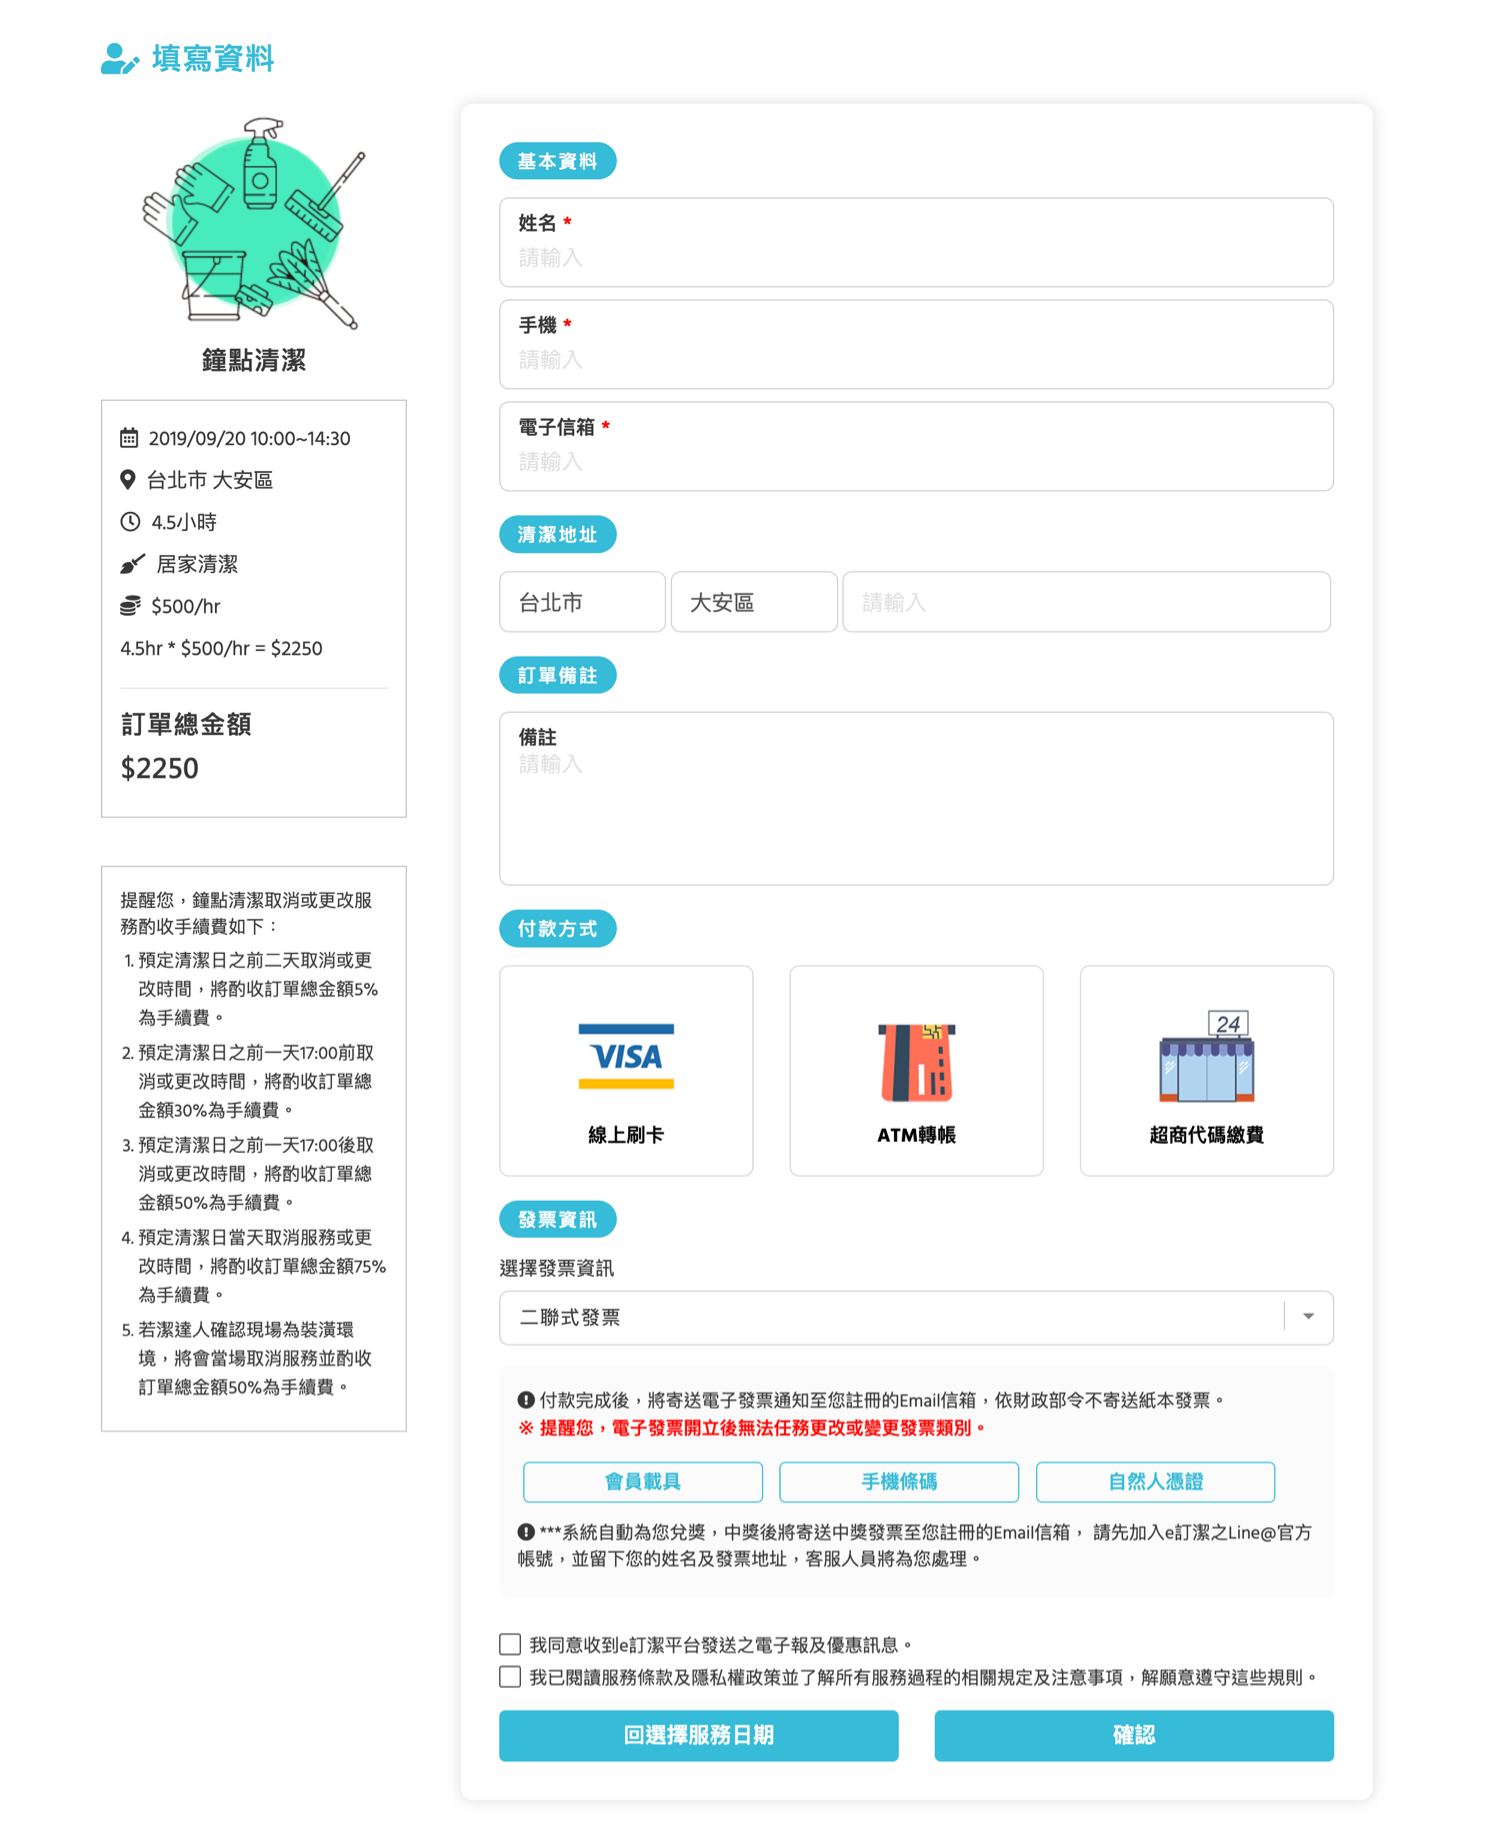 填寫資料
鐘點清潔
2019/09/20 10:00~14:30
台北市 大安區
4.5小時
居家清潔
$500/hr
4.5hr * $500/hr = $2250
訂單總金額
$2250
提醒您，鐘點清潔取消或更改服
務酌收手續費如下：
1. 預定清潔日之前二天取消或更
改時間，將酌收訂單總金額5%
為手續費。
2. 預定清潔日之前一天17:00前取
消或更改時間，將酌收訂單總
金額30%為手續費。
3. 預定清潔日之前一天17:00後取
消或更改時間，將酌收訂單總
金額50%為手續費。
4. 預定清潔日當天取消服務或更
改時間，將酌收訂單總金額75%
為手續費。
5. 若潔達人確認現場為裝潢環
境，將會當場取消服務並酌收
訂單總金額50%為手續費。
基本資料
姓名 *
請輸入
手機 *
請輸入
電子信箱 *
請輸入
清潔地址
台北市 大安區 請輸入
訂單備註
備註
請輸入
付款方式
VISA
24
線上刷卡 ATM轉帳 超商代碼繳費
發票資訊
選擇發票資訊
二聯式發票
付款完成後，將寄送電子發票通知至您註冊的Email信箱，依財政部令不寄送紙本發票。
※ 提醒您，電子發票開立後無法任務更改或變更發票類別。
會員載具 手機條碼 自然人憑證
***系統自動為您兌獎，中獎後將寄送中獎發票至您註冊的Email信箱， 請先加入e訂潔之Line@官方
帳號，並留下您的姓名及發票地址，客服人員將為您處理。
我同意收到e訂潔平台發送之電子報及優惠訊息。
我已閱讀服務條款及隱私權政策並了解所有服務過程的相關規定及注意事項，解願意遵守這些規則。
回選擇服務日期 確認